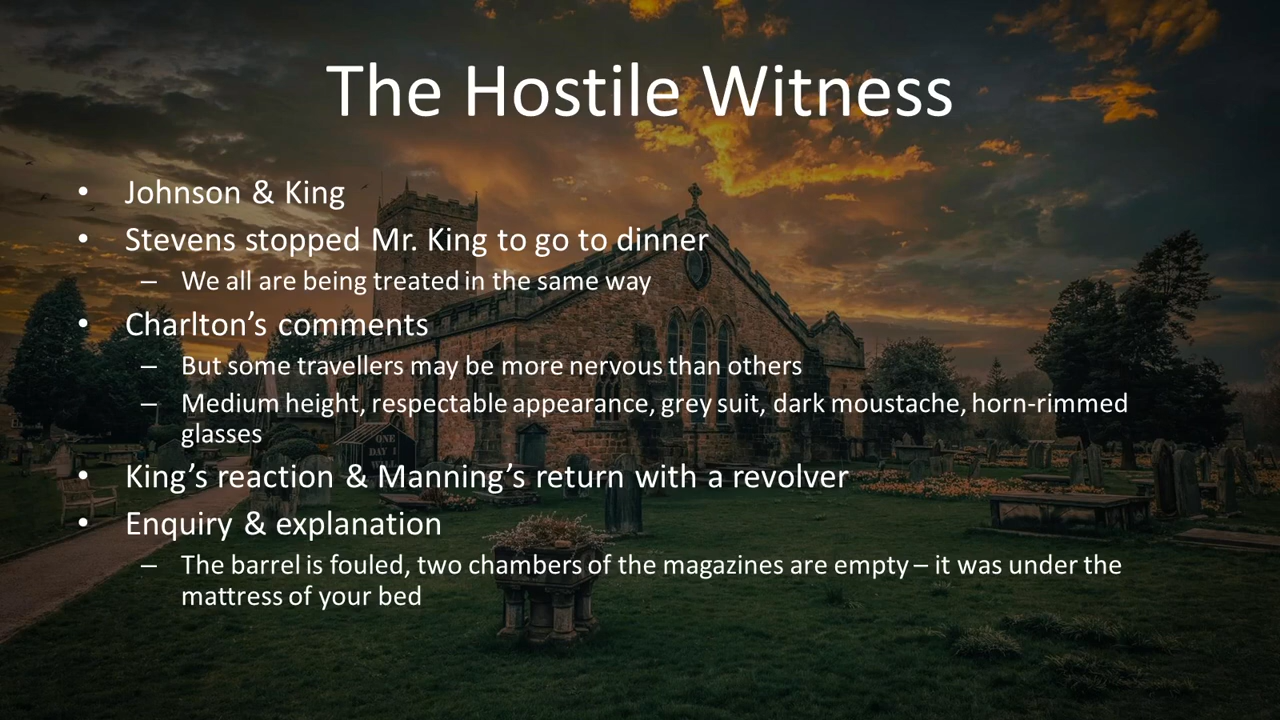 The Hostile Witness
• Johnson & King
• Stevens stopped Mr. King to go to dinner
– We all are being treated in the same way
• Charlton’s comments
– But some travellers may be more nervous than others
– Medium height, respectable appearance, grey suit, dark moustache, horn-rimmed
glasses
• King’s reaction & Manning’s return with a revolver
• Enquiry & explanation
– The barrel is fouled, two chambers of the magazines are empty – it was under the
mattress of your bed
ONE
DAY I